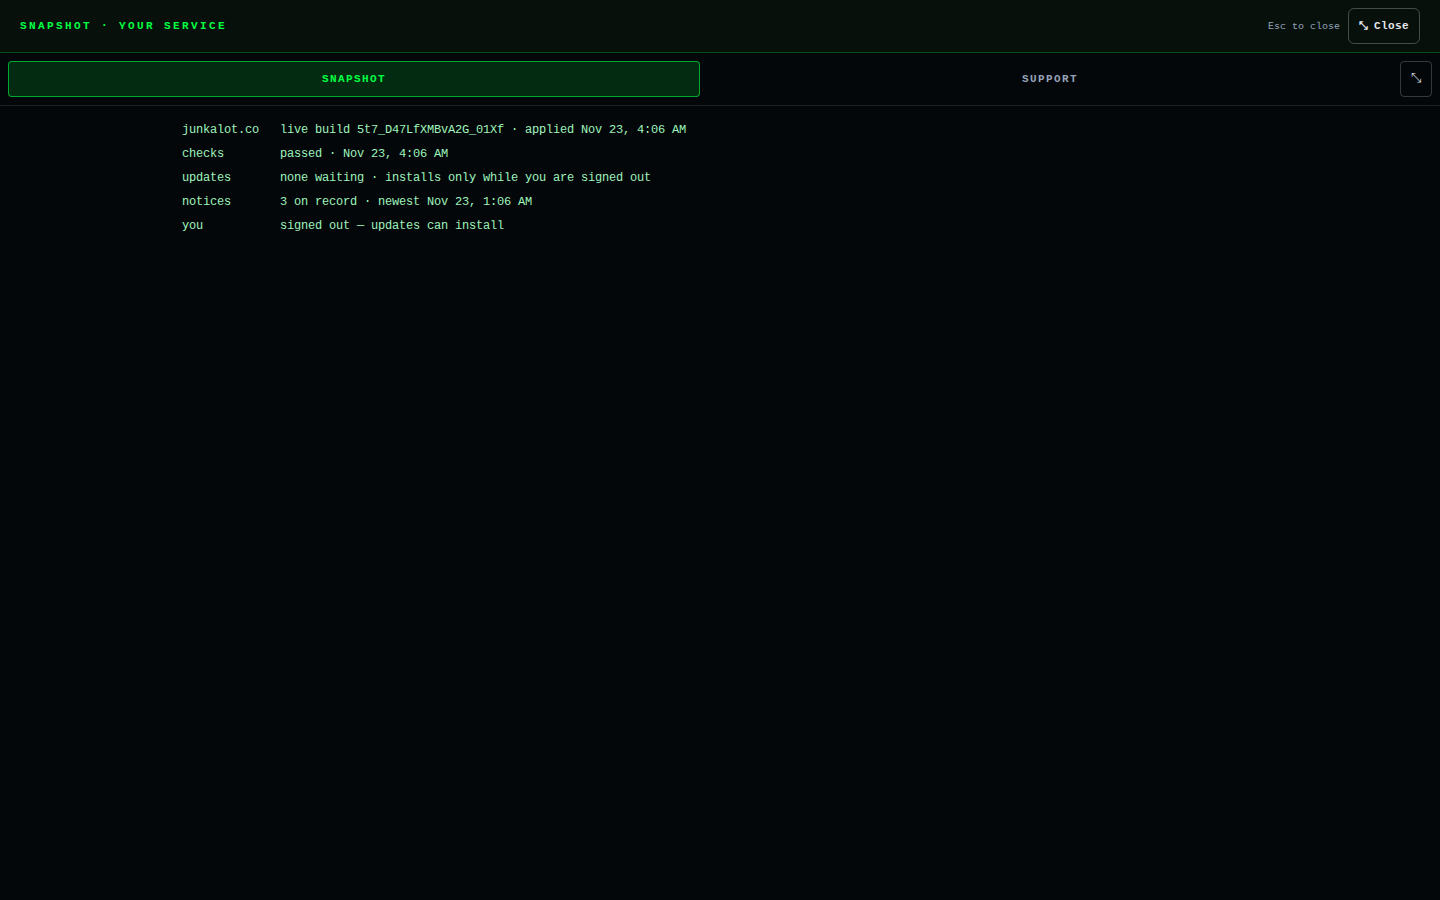 SNAPSHOT · YOUR SERVICE
Esc to close
⤡ Close
SNAPSHOT
SUPPORT
⤡
junkalot.co live build 5t7_D47LfXMBvA2G_01Xf · applied Nov 23, 4:06 AM
checks passed · Nov 23, 4:06 AM
updates none waiting · installs only while you are signed out
notices 3 on record · newest Nov 23, 1:06 AM
you signed out — updates can install